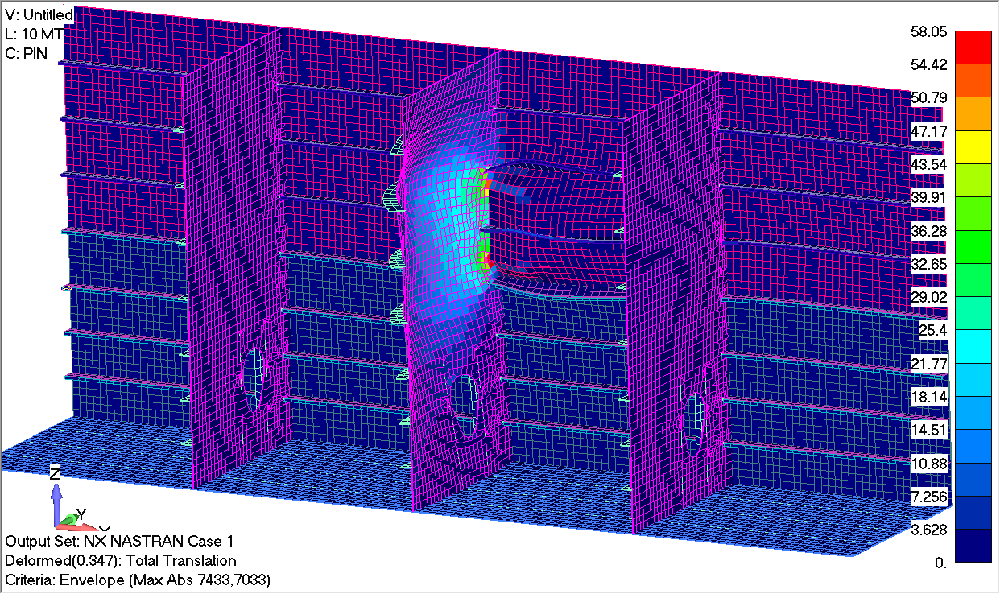 V: Untitled
L: 10 MT
C: PIN
58.05
54.42
50.79
47.17
43.54
39.91
36.28
32.65
29.02
25.4
21.77
18.14
14.51
10.88
7.256
3.628
0.
Z
Y
X
Output Set: NX NASTRAN Case 1
Deformed(0.347): Total Translation
Criteria: Envelope (Max Abs 7433,7033)